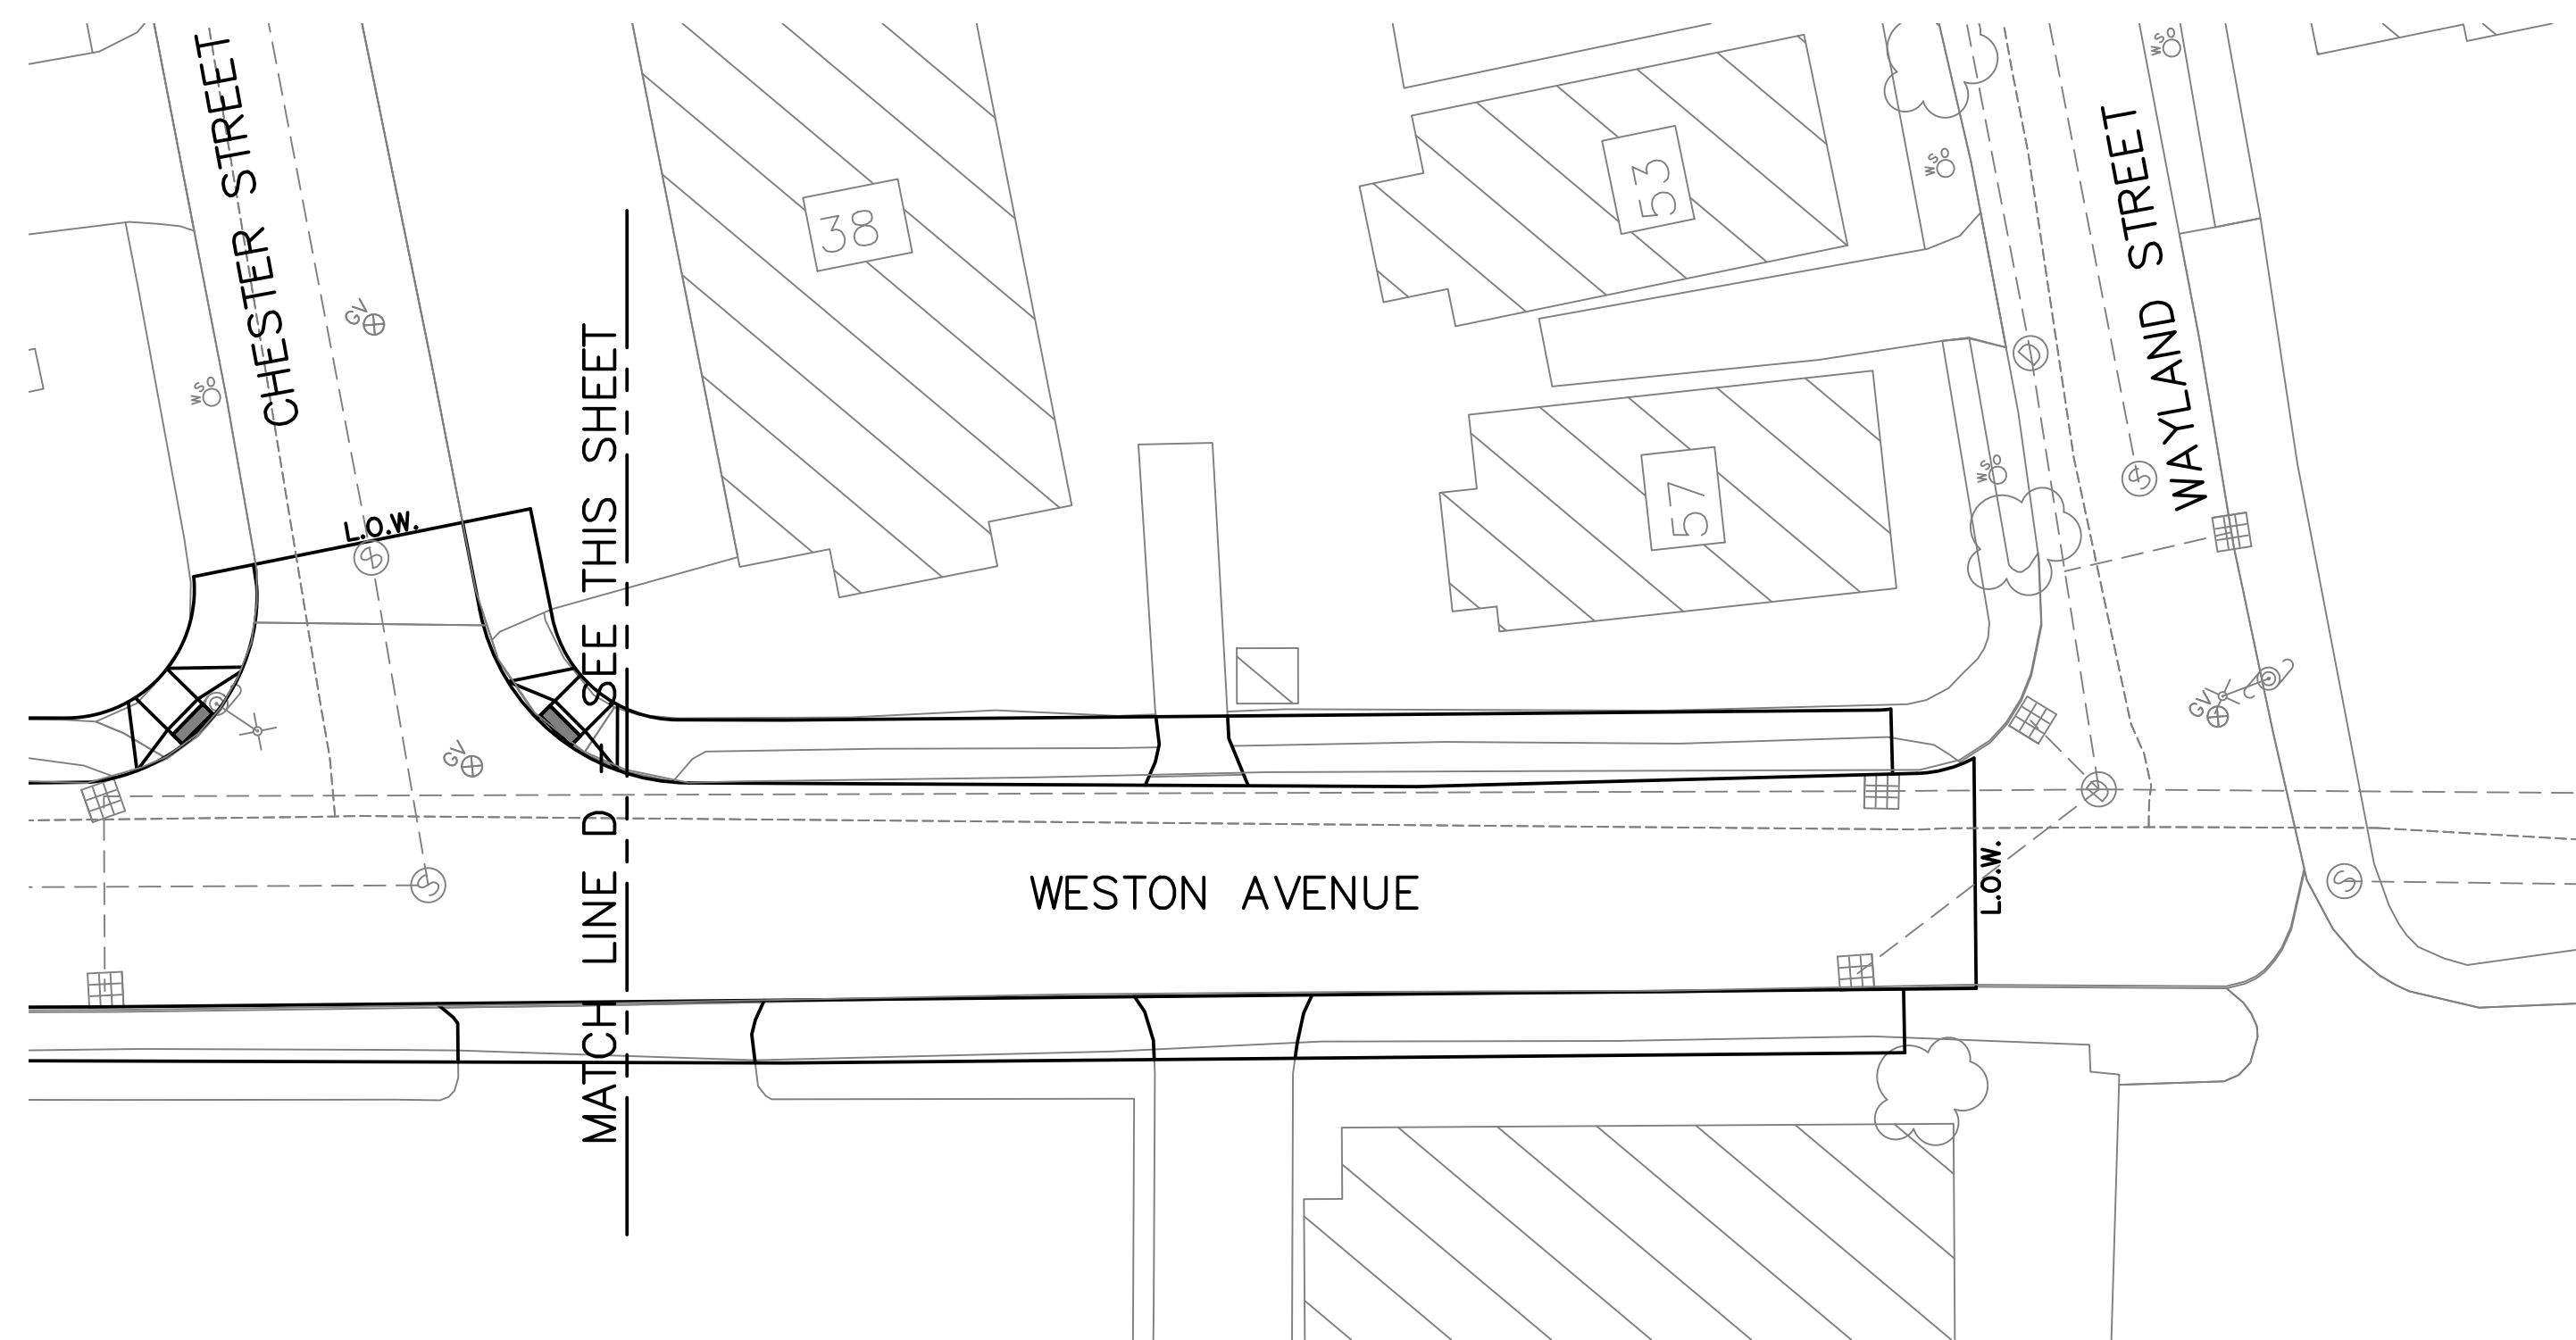 CHESTER STREET
WAYLAND STREET
WSO
WSO
38
53
GV
WSO
57
WSO
L.O.W.
S
D
S
GV
GV
D
S
S
L.O.W.
WESTON AVENUE
MATCH LINE D - SEE THIS SHEET